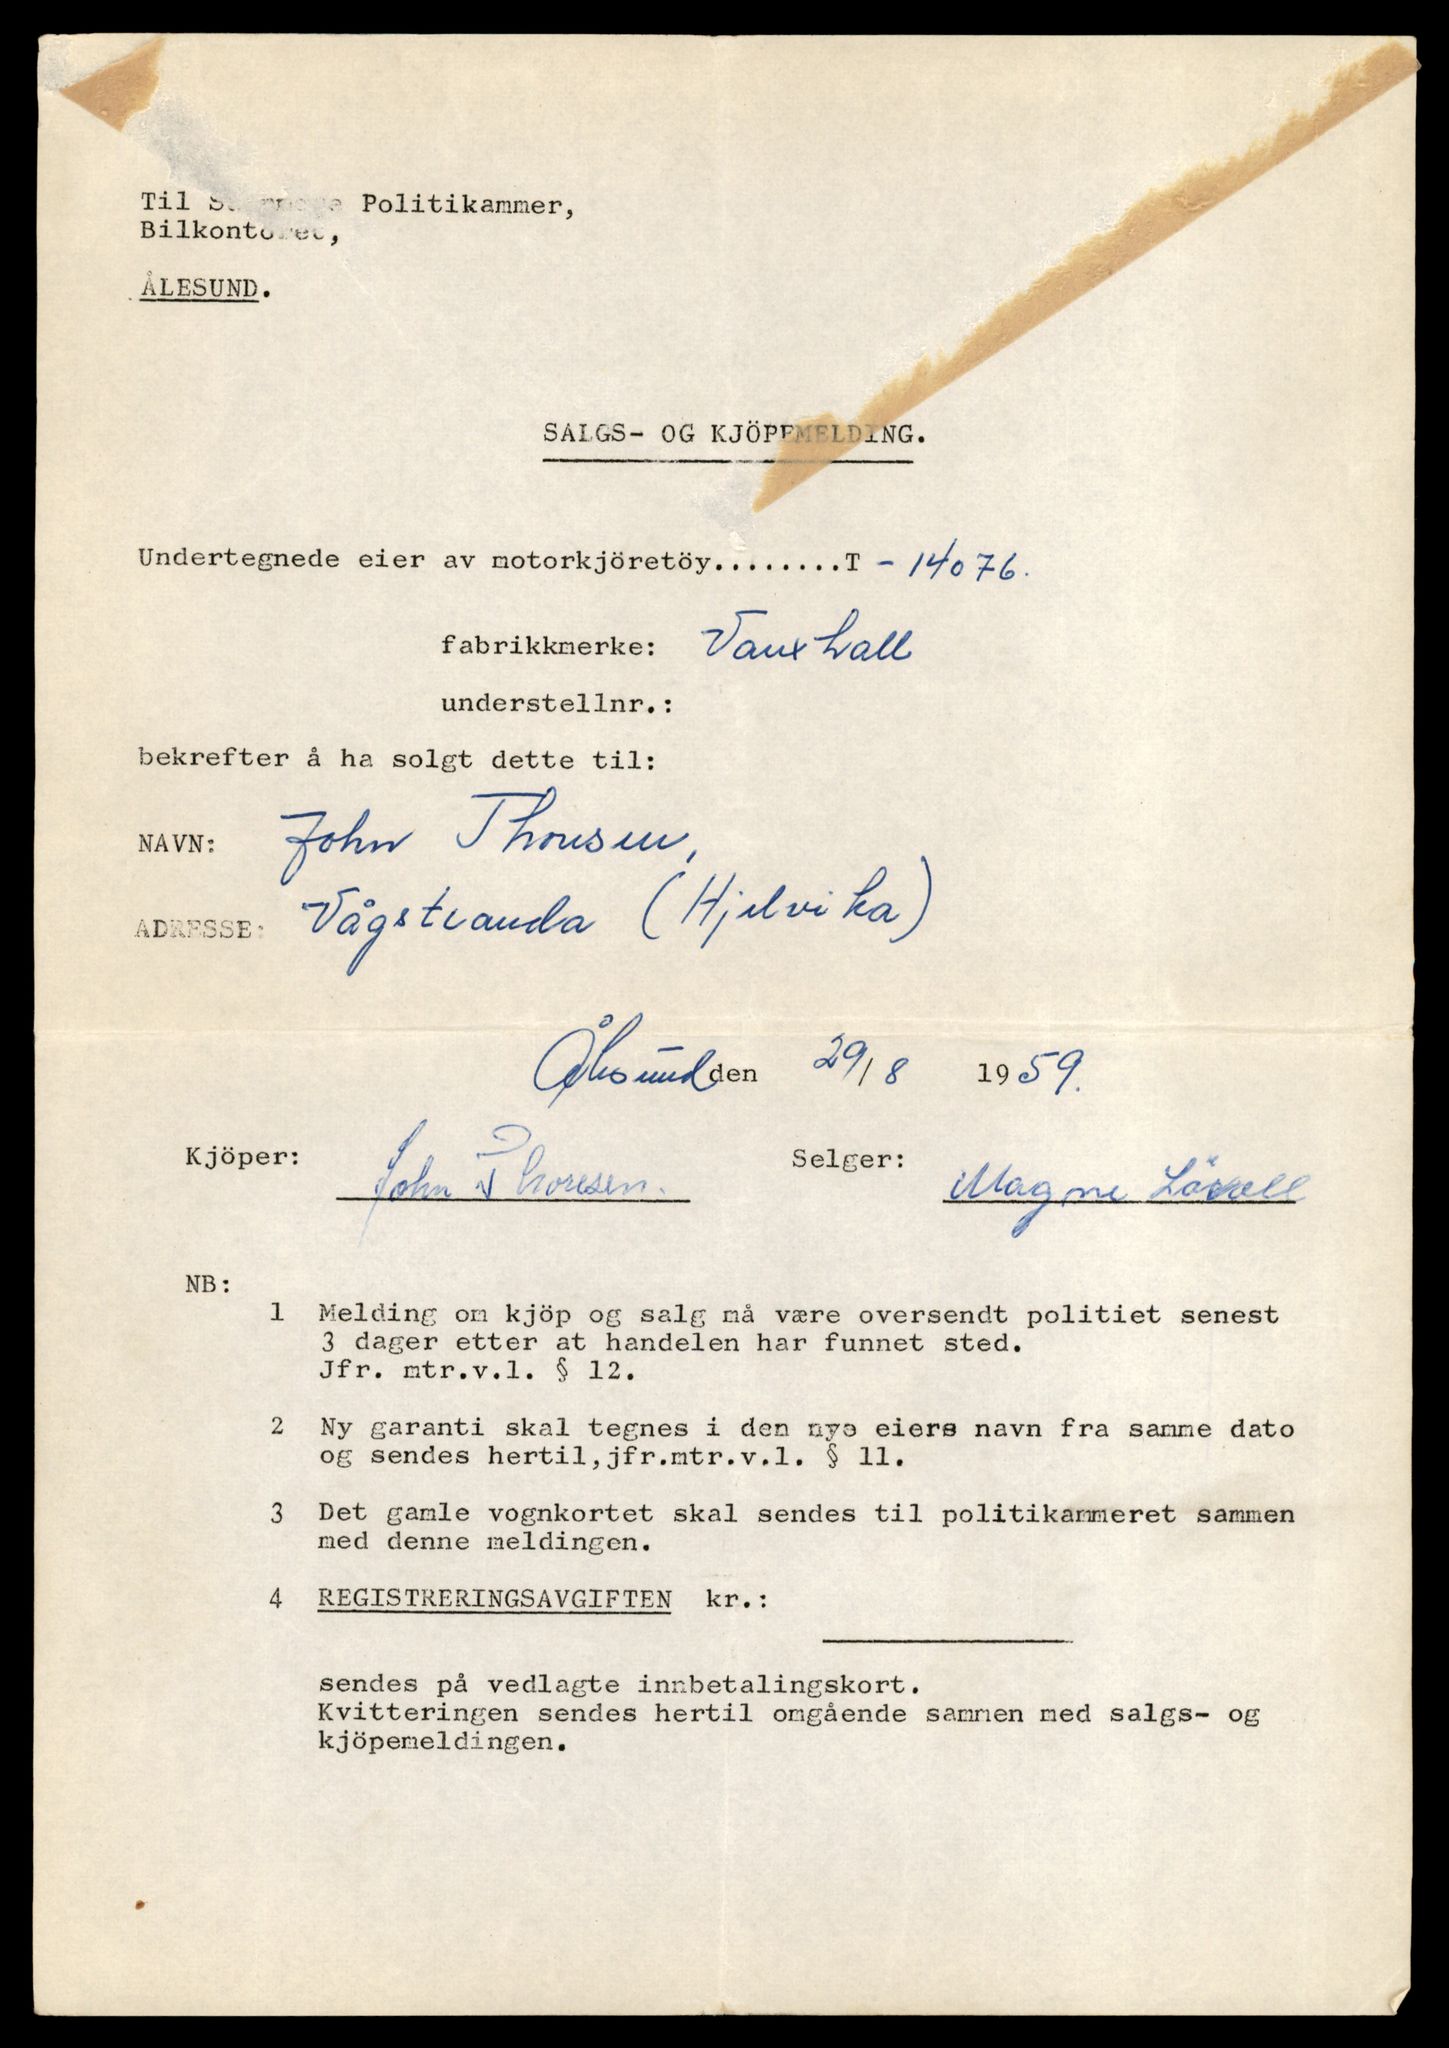 Til Sunnmøre Politikammer,
Bilkontoret,
ÅLESUND.
SALGS- OG KJÖPEMELDING.
Undertegnede eier av motorkjöretöy........T - 14076.
fabrikkmerke: Vauxhall
understellnr.:
bekrefter å ha solgt dette til:
NAVN: John Thoresen,
ADRESSE: Vågstranda (Hjelvika)
Ålesund den 29/8 1959.
Kjöper: John Thoresen. Selger: Magne
NB:
1 Melding om kjöp og salg må være oversendt politiet senest
3 dager etter at handelen har funnet sted.
Jfr. mtr.v.l. § 12.
2 Ny garanti skal tegnes i den nye eiers navn fra samme dato
og sendes hertil,jfr.mtr.v.l. § 11.
3 Det gamle vognkortet skal sendes til politikammeret sammen
med denne meldingen.
4 REGISTRERINGSAVGIFTEN kr.:
sendes på vedlagte innbetalingskort.
Kvitteringen sendes hertil omgående sammen med salgs- og
kjöpemeldingen.